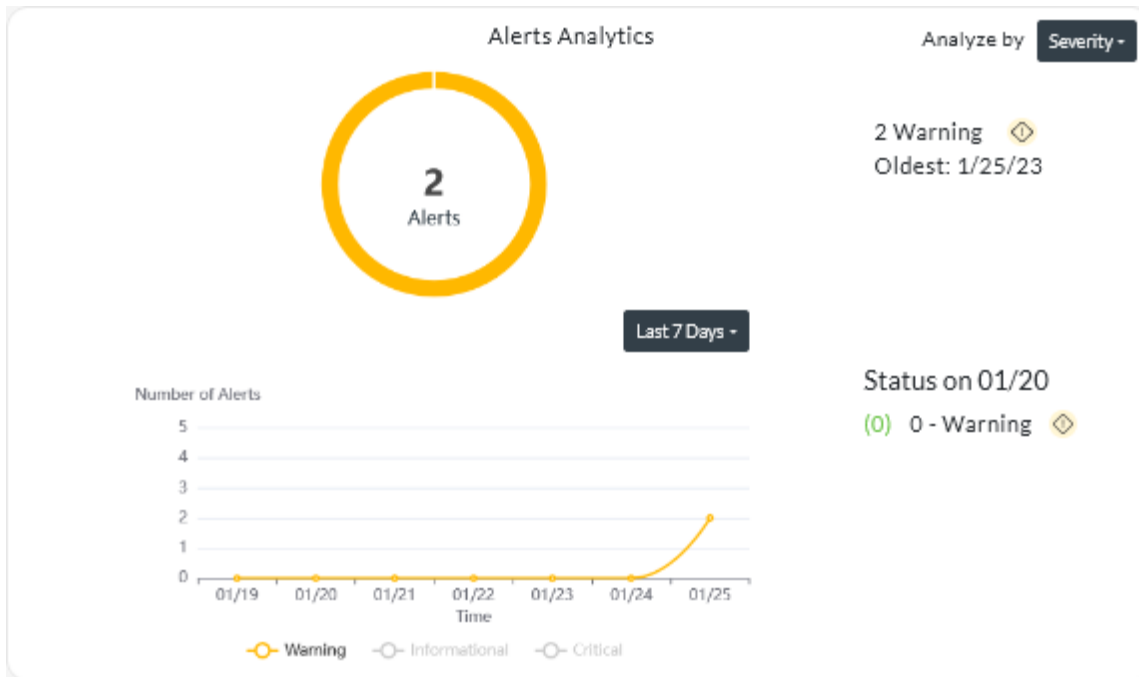 Alerts Analytics
Analyze by Severity
2 Warning
Oldest: 1/25/23
2
Alerts
Last 7 Days
Status on 01/20
(0) 0 - Warning
Number of Alerts
5
4
3
2
1
0
01/19 01/20 01/21 01/22 01/23 01/24 01/25
Time
Warning Informational Critical